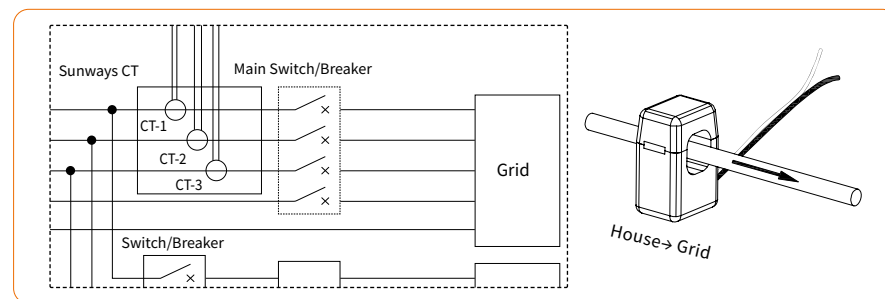 Sunways CT
Main Switch/Breaker
CT-1
CT-2
CT-3
Grid
Switch/Breaker
House→ Grid